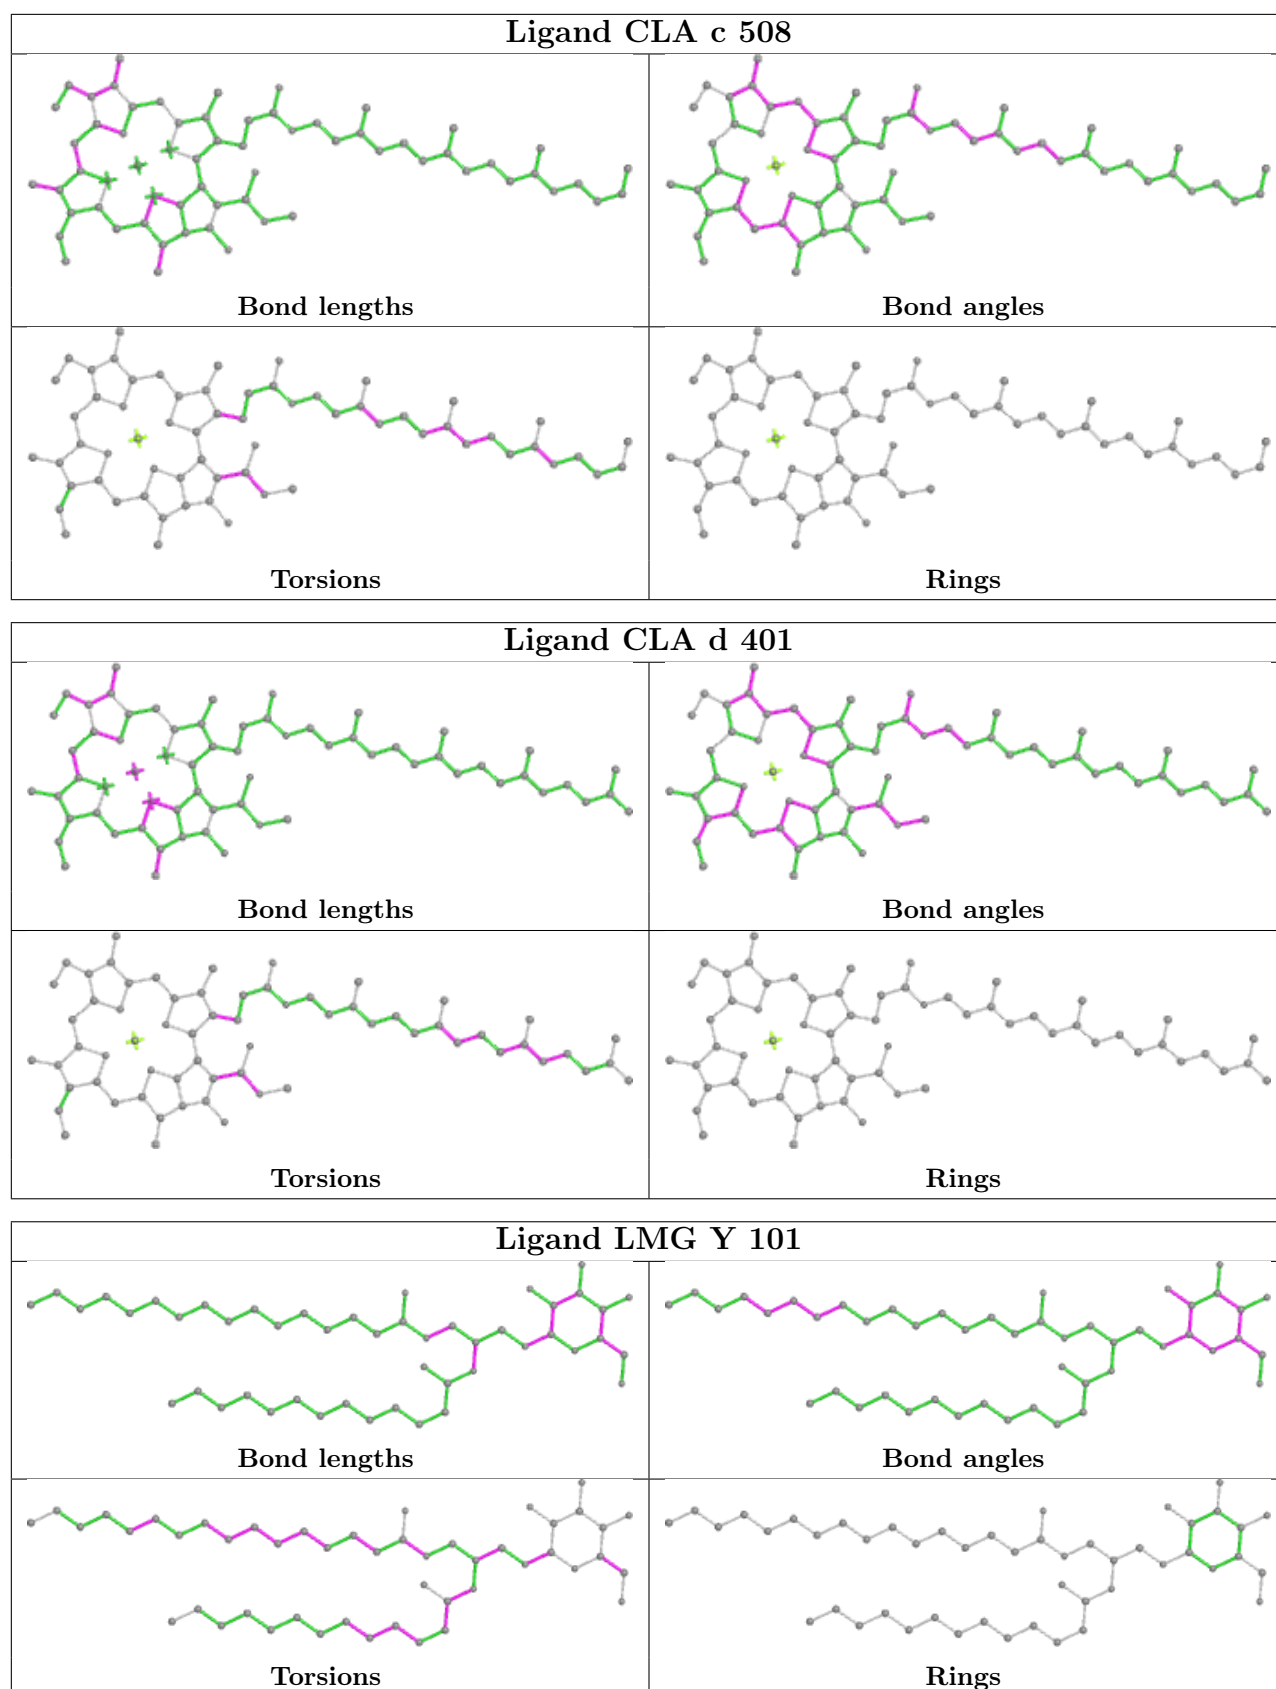 Ligand CLA c 508
Bond lengths
Bond angles
Torsions
Rings
Ligand CLA d 401
Bond lengths
Bond angles
Torsions
Rings
Ligand LMG Y 101
Bond lengths
Bond angles
Torsions
Rings